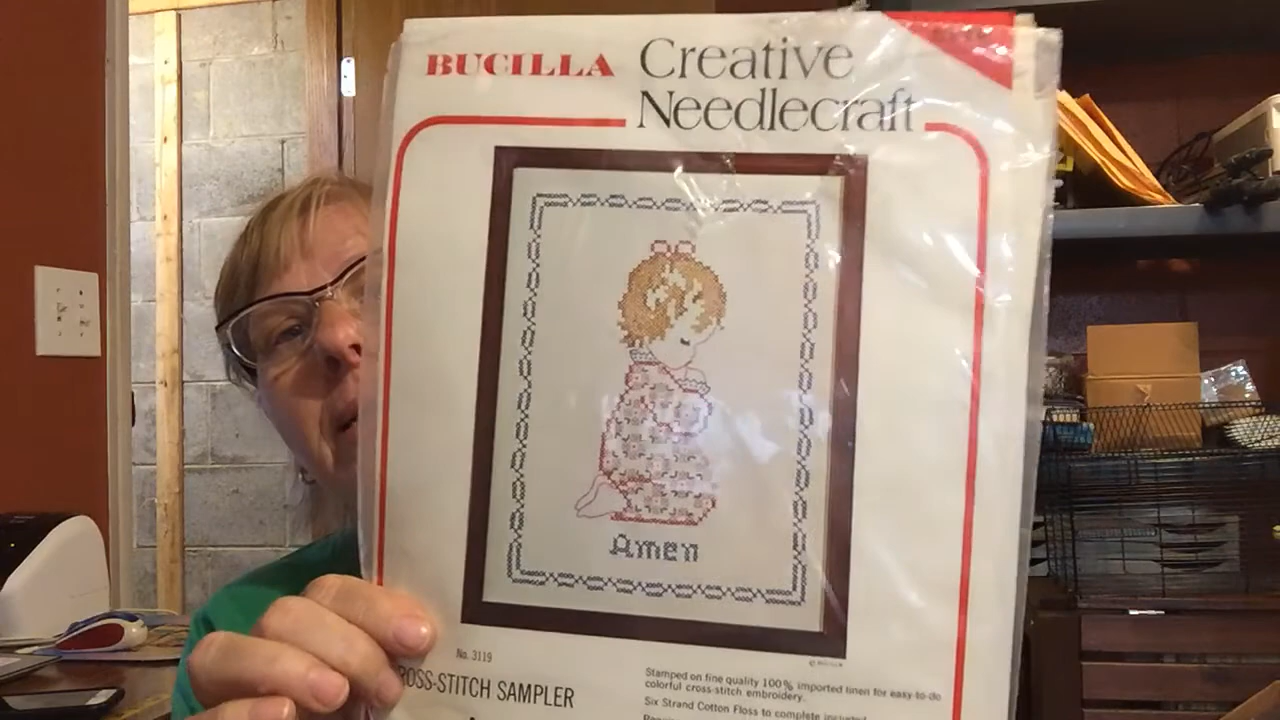 BUCILLA Creative
Needlecraft
Amen
© BUCILLA
No. 3119
ROSS-STITCH SAMPLER
Stamped on fine quality 100% imported linen for easy-to-do
colorful cross-stitch embroidery.
Six Strand Cotton Floss to complete included